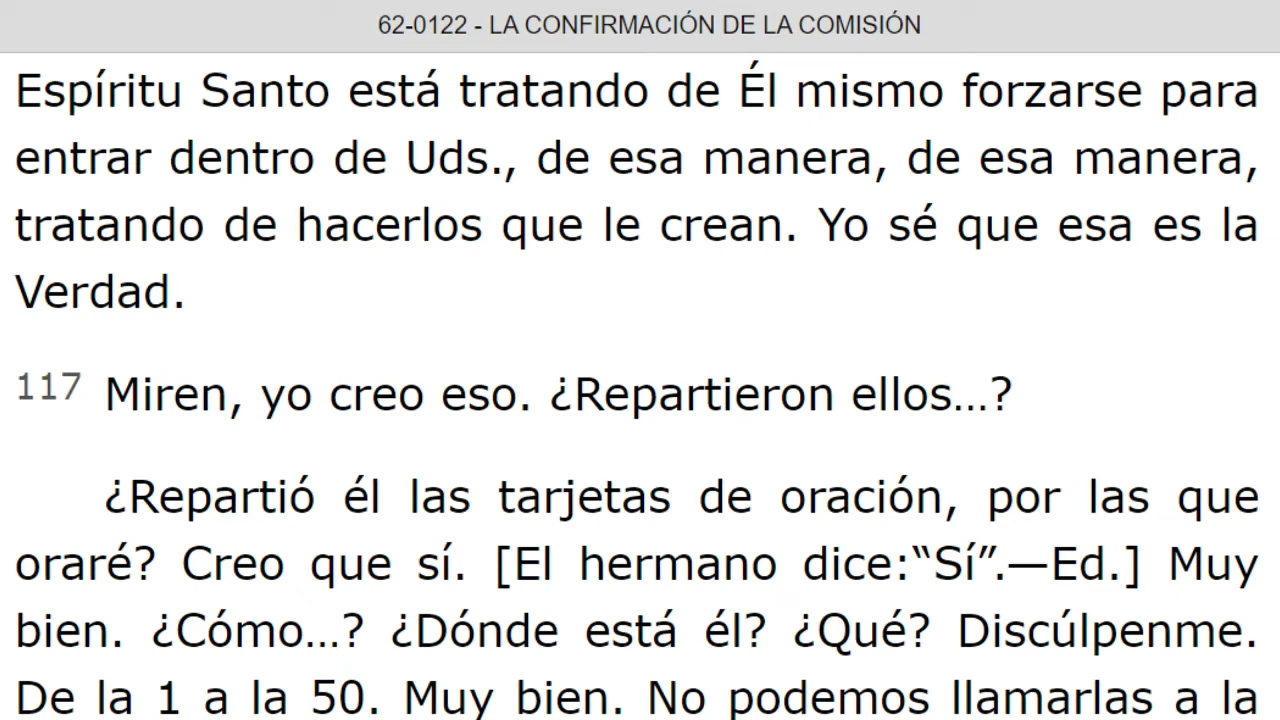 62-0122 - LA CONFIRMACIÓN DE LA COMISIÓN
Espíritu Santo está tratando de Él mismo forzarse para
entrar dentro de Uds., de esa manera, de esa manera,
tratando de hacerlos que le crean. Yo sé que esa es la
Verdad.
117 Miren, yo creo eso. ¿Repartieron ellos...?
¿Repartió él las tarjetas de oración, por las que
oraré? Creo que sí. [El hermano dice:“Sí”.—Ed.] Muy
bien. ¿Cómo...? ¿Dónde está él? ¿Qué? Discúlpenme.
De la 1 a la 50. Muy bien. No podemos llamarlas a la